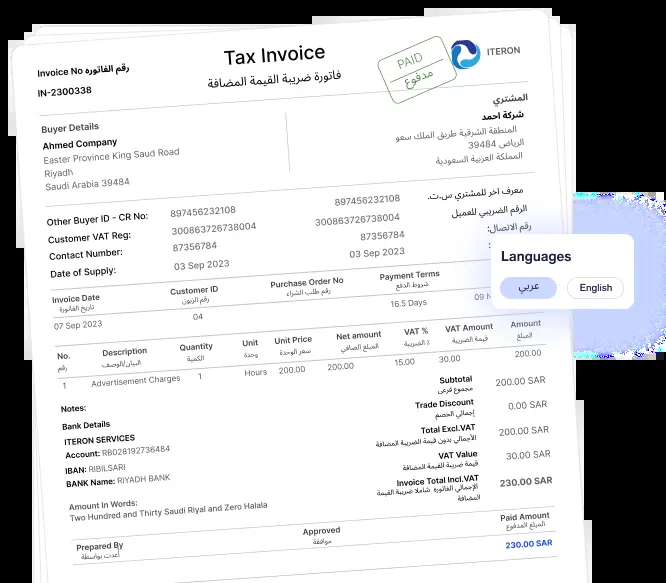 Invoice No رقم الفاتوره
IN-2300338
Tax Invoice
فاتورة ضريبة القيمة المضافة
PAID
مدفوع
ITERON
Buyer Details
Ahmed Company
Easter Province King Saud Road
Riyadh
Saudi Arabia 39484
المشتري
شركة احمد
المنطقة الشرقية طريق الملك سعو
الرياض 39484
المملكة العربية السعودية
Other Buyer ID - CR No: 897456232108 897456232108 معرف اخر للمشتري س.ت.
Customer VAT Reg: 300863726738004 300863726738004 الرقم الضريبي للعميل
Contact Number: 87356784 87356784 رقم الاتصال:
Date of Supply: 03 Sep 2023 03 Sep 2023
Languages
عربي English
Invoice Date Customer ID Purchase Order No Payment Terms
تاريخ الفاتورة رقم الزبون رقم طلب الشراء شروط الدفع
07 Sep 2023 04 16.5 Days 09
No. Description Quantity Unit Unit Price Net amount VAT % VAT Amount Amount
رقم البيان/الوصف الكمية وحدة سعر الوحدة المبلغ الصافي الضريبة ٪ قيمة الضريبة المبلغ
1 Advertisement Charges 1 Hours 200.00 200.00 15.00 30.00 200.00
Subtotal 200.00 SAR
مجموع فرعى
Trade Discount 0.00 SAR
إجمالي الخصم
Total Excl.VAT 200.00 SAR
الأجمالي بدون قيمة الضريبة المضافة
VAT Value 30.00 SAR
قيمة ضريبة القيمة المضافة
Invoice Total Incl.VAT 230.00 SAR
الإجمالي الفاتوره شاملا ضريبة القيمة
المضافة
Notes:
Bank Details
ITERON SERVICES
Account: RB028192736484
IBAN: RIBILSARI
BANK Name: RIYADH BANK
Amount In Words:
Two Hundred and Thirty Saudi Riyal and Zero Halala
Prepared By Approved Paid Amount
أعدت بواسطة موافقة المبلغ المدفوع
230.00 SAR